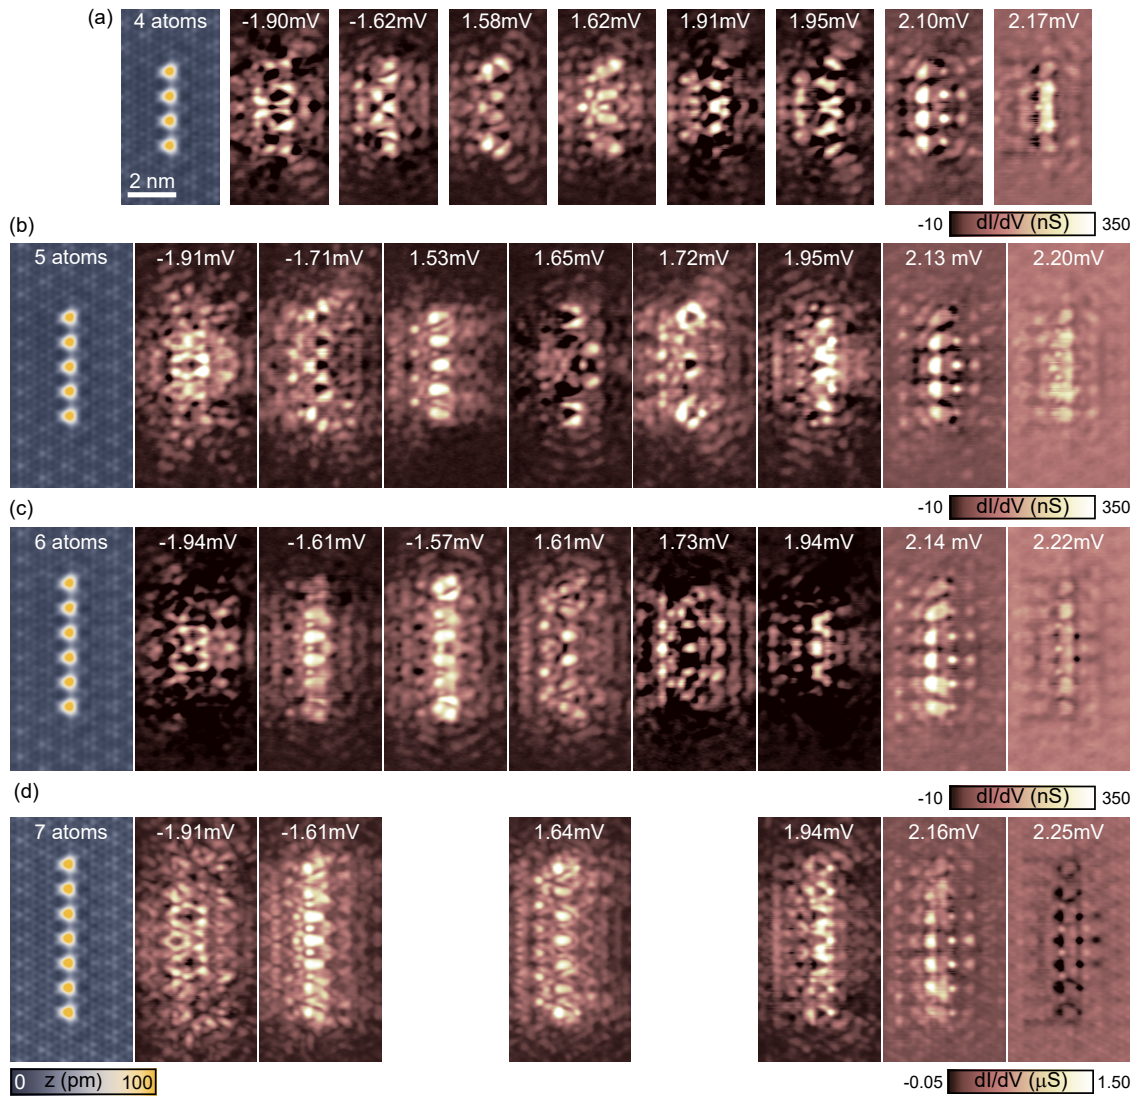 (a)
4 atoms -1.90mV -1.62mV 1.58mV 1.62mV 1.91mV 1.95mV 2.10mV 2.17mV
2 nm
-10 dI/dV (nS) 350
(b)
5 atoms -1.91mV -1.71mV 1.53mV 1.65mV 1.72mV 1.95mV 2.13 mV 2.20mV
-10 dI/dV (nS) 350
(c)
6 atoms -1.94mV -1.61mV -1.57mV 1.61mV 1.73mV 1.94mV 2.14 mV 2.22mV
-10 dI/dV (nS) 350
(d)
7 atoms -1.91mV -1.61mV 1.64mV 1.94mV 2.16mV 2.25mV
0 z (pm) 100
-0.05 dI/dV (μS) 1.50